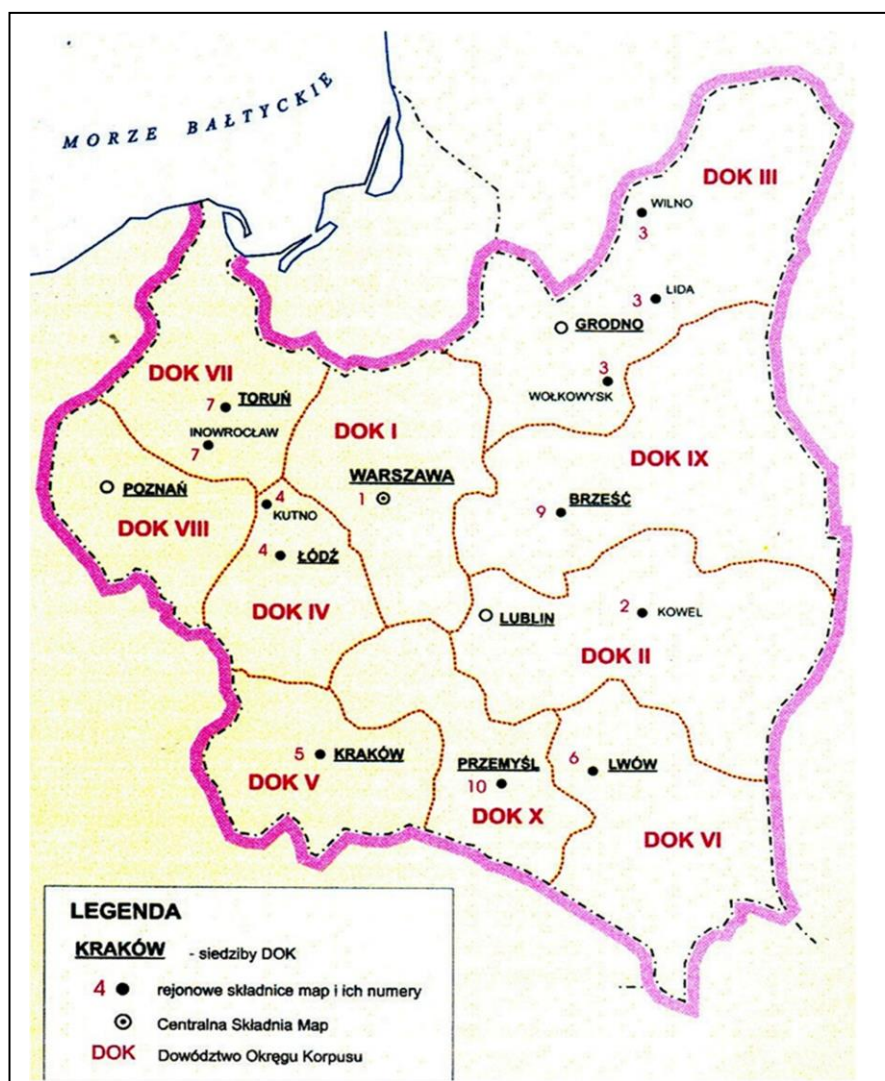 MORZE BAŁTYCKIE
DOK III
WILNO
3
3
LIDA
GRODNO
3
WOŁKOWYSK
DOK VII
7
TORUŃ
INOWROCŁAW
7
DOK I
DOK IX
WARSZAWA
1
POZNAŃ
DOK VIII
4
KUTNO
9
BRZEŚĆ
4
ŁÓDŹ
DOK IV
LUBLIN
2
KOWEL
DOK II
5
KRAKÓW
DOK V
PRZEMYŚL
10
DOK X
6
LWÓW
DOK VI
LEGENDA
KRAKÓW - siedziby DOK
4 rejonowe składnice map i ich numery
Centralna Składnia Map
DOK Dowództwo Okręgu Korpusu